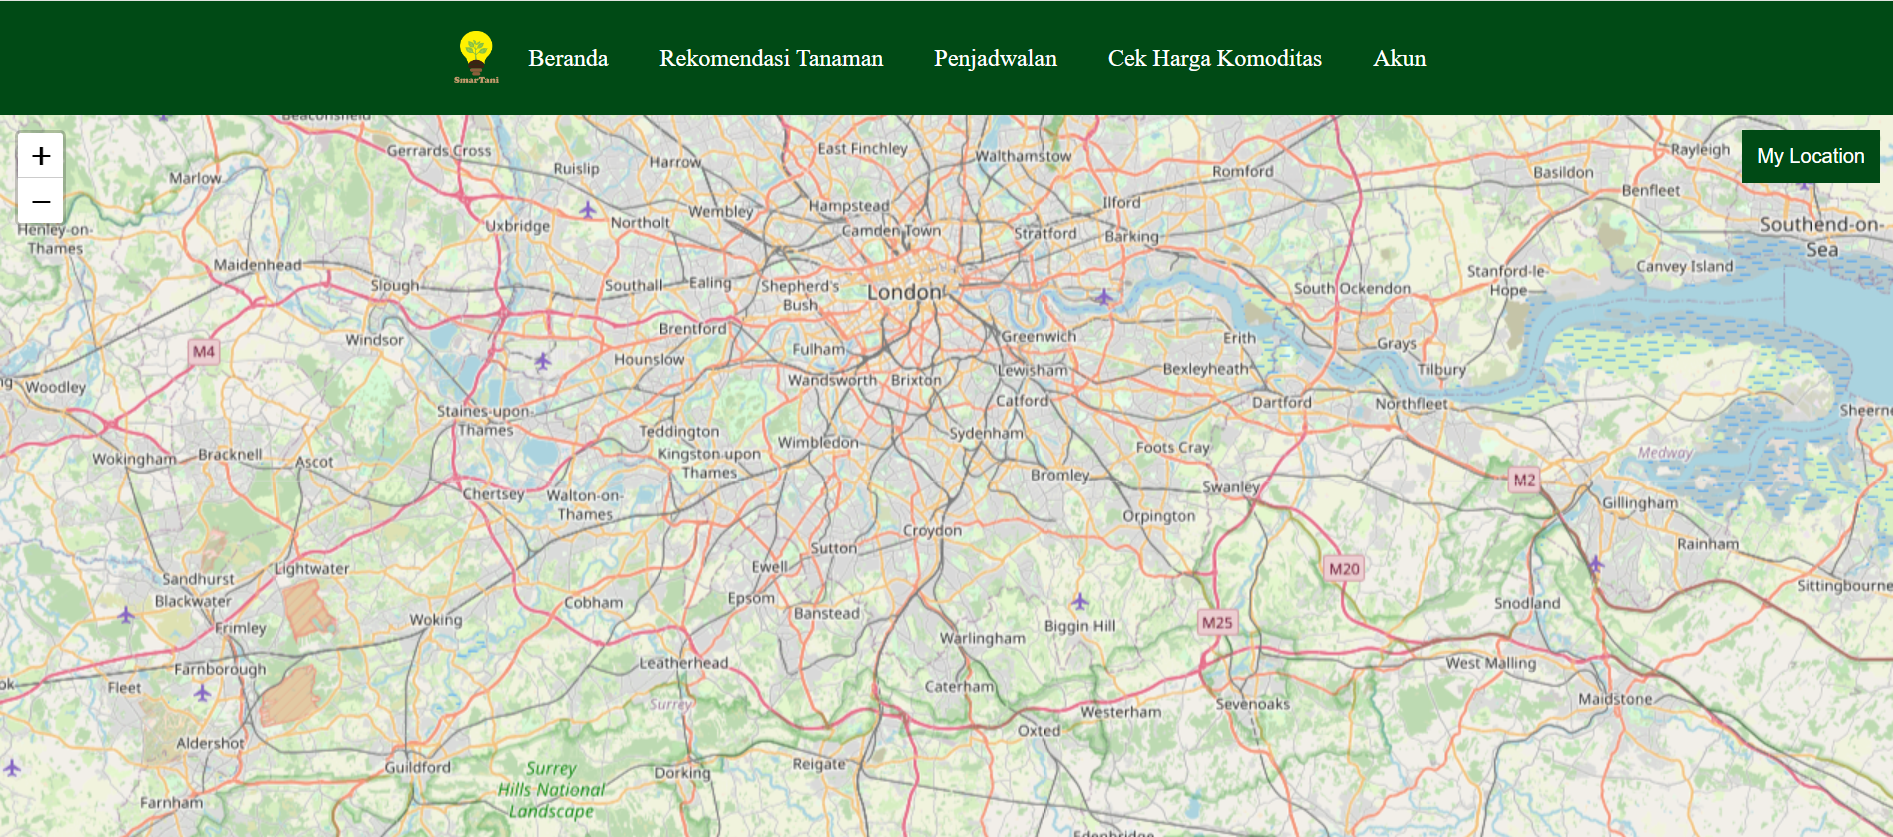 SmarTani
Beranda
Rekomendasi Tanaman
Penjadwalan
Cek Harga Komoditas
Akun
+
−
My Location
Beaconsfield
Gerrards Cross
Ruislip
Harrow
East Finchley
Walthamstow
Romford
Basildon
Rayleigh
Benfleet
Marlow
Uxbridge
Northolt
Wembley
Hampstead
Camden Town
Ilford
Stratford
Barking
Southend-on-
Sea
Henley-on-
Thames
Maidenhead
Slough
Southall
Ealing
Shepherd's
Bush
London
South Ockendon
Stanford-le-
Hope
Canvey Island
Windsor
Brentford
Hounslow
Fulham
Greenwich
Erith
Grays
M4
Woodley
Wandsworth
Brixton
Lewisham
Bexleyheath
Tilbury
Staines-upon-
Thames
Catford
Dartford
Northfleet
Sheerne
Teddington
Wimbledon
Sydenham
Foots Cray
Wokingham
Bracknell
Ascot
Kingston upon
Thames
Bromley
Medway
Chertsey
Walton-on-
Thames
Swanley
M2
Gillingham
Orpington
Croydon
Sutton
Rainham
Sandhurst
Lightwater
Ewell
M20
Sittingbourne
Blackwater
Cobham
Epsom
Banstead
Snodland
Frimley
Woking
Warlingham
Biggin Hill
M25
Farnborough
Leatherhead
West Malling
ok
Fleet
Surrey
Caterham
Westerham
Sevenoaks
Maidstone
Aldershot
Oxted
Guildford
Surrey
Hills National
Landscape
Dorking
Reigate
Farnham
Edenbridge